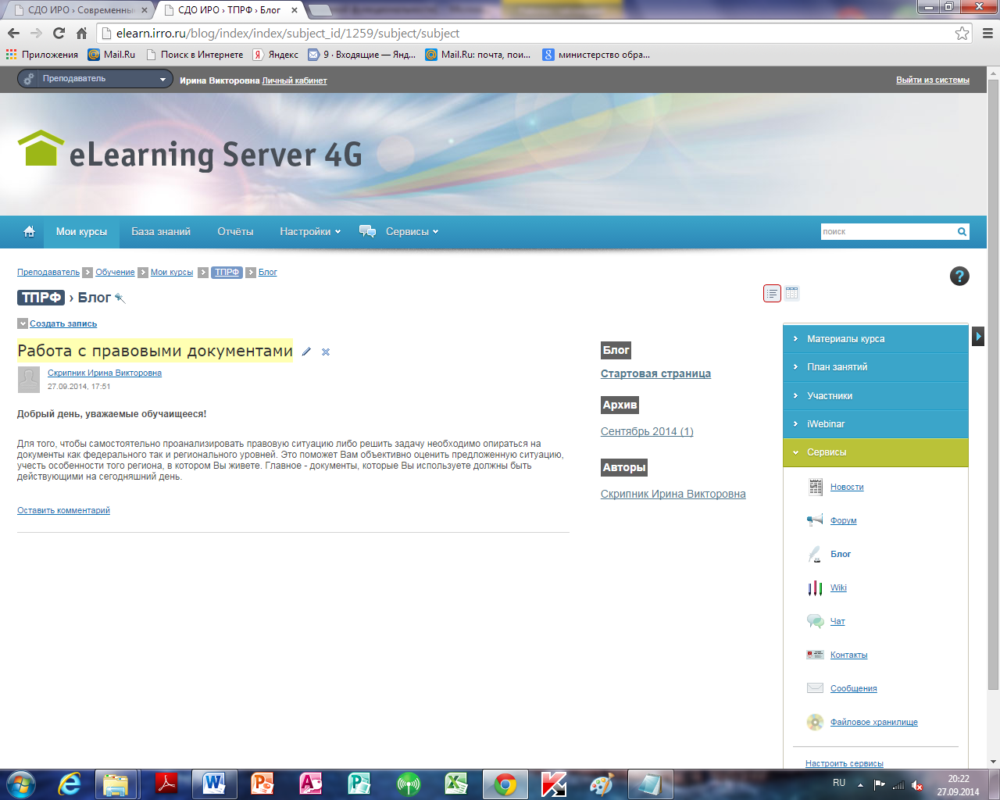 СДО ИРО › Современны
СДО ИРО › ТПРФ › Блог
elearn.irro.ru/blog/index/index/subject_id/1259/subject/subject
Приложения
Mail.Ru
Поиск в Интернете
Яндекс
9 · Входящие — Янд...
Mail.Ru: почта, пои...
министерство обра...
Преподаватель
Ирина Викторовна Личный кабинет
Выйти из системы
eLearning Server 4G
Мои курсы
База знаний
Отчёты
Настройки
Сервисы
поиск
Преподаватель
Обучение
Мои курсы
ТПРФ
Блог
?
ТПРФ › Блог
Создать запись
Работа с правовыми документами
Скрипник Ирина Викторовна
27.09.2014, 17:51
Добрый день, уважаемые обучаищееся!
Для того, чтобы самостоятельно проанализировать правовую ситуацию либо решить задачу необходимо опираться на
документы как федерального так и регионального уровней. Это поможет Вам объективно оценить предложенную ситуацию,
учесть особенности того региона, в котором Вы живете. Главное - документы, которые Вы используете должны быть
действующими на сегодняшний день.
Оставить комментарий
Блог
Стартовая страница
Архив
Сентябрь 2014 (1)
Авторы
Скрипник Ирина Викторовна
Материалы курса
План занятий
Участники
iWebinar
Сервисы
Новости
Форум
Блог
Wiki
Чат
Контакты
Сообщения
Файловое хранилище
Настроить сервисы
RU
20:22
27.09.2014